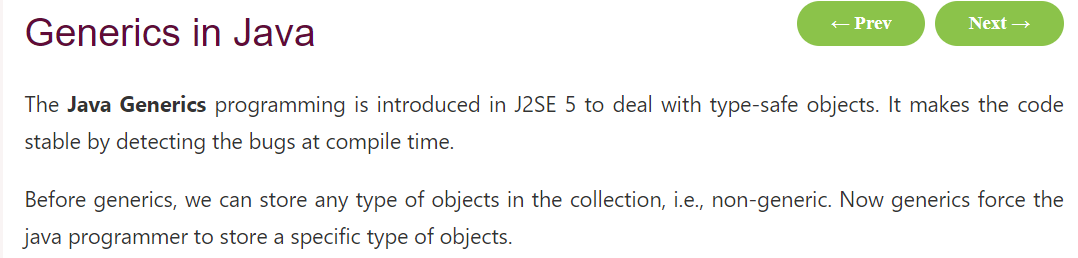 Generics in Java
← Prev
Next →
The Java Generics programming is introduced in J2SE 5 to deal with type-safe objects. It makes the code
stable by detecting the bugs at compile time.
Before generics, we can store any type of objects in the collection, i.e., non-generic. Now generics force the
java programmer to store a specific type of objects.